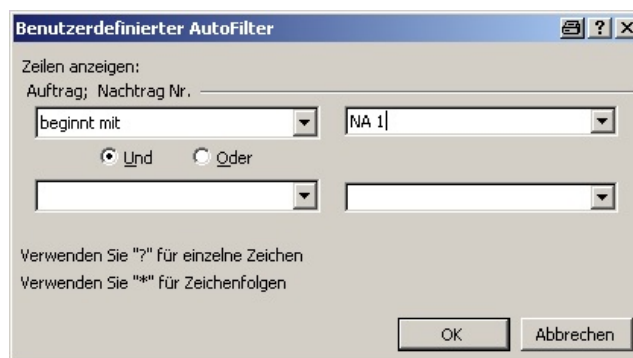 Benutzerdefinierter AutoFilter
Zeilen anzeigen:
Auftrag; Nachtrag Nr.
beginnt mit NA 1
Und Oder
Verwenden Sie "?" für einzelne Zeichen
Verwenden Sie "*" für Zeichenfolgen
OK Abbrechen